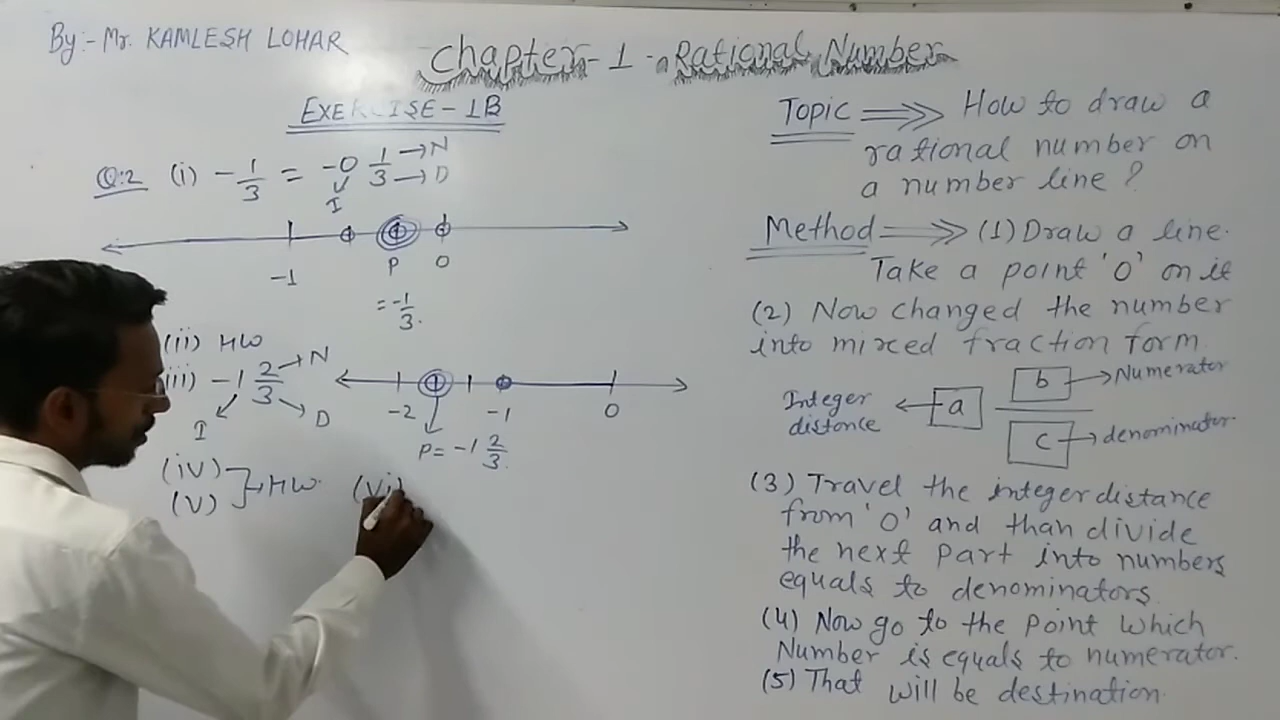 By:- Mr. KAMLESH LOHAR
Chapter-1 - Rational Number
EXERCISE-1B
Q:2 (i) -1/3 = -0 1/3 → N
→ D
I
-1 P 0
= -1/3.
(ii) HW
(iii) -1 2/3 → N
I D
-2 -1 0
P = -1 2/3.
(iv)
(v) → HW. (vi)
Topic ⇒ How to draw a
rational number on
a number line?
Method ⇒ (1) Draw a line.
Take a point 'O' on it
(2) Now changed the number
into mixed fraction form
Integer distance ← a b → Numerator
c → denominator
(3) Travel the integer distance
from 'O' and than divide
the next part into numbers
equals to denominators
(4) Now go to the point which
Number is equals to numerator.
(5) That will be destination.